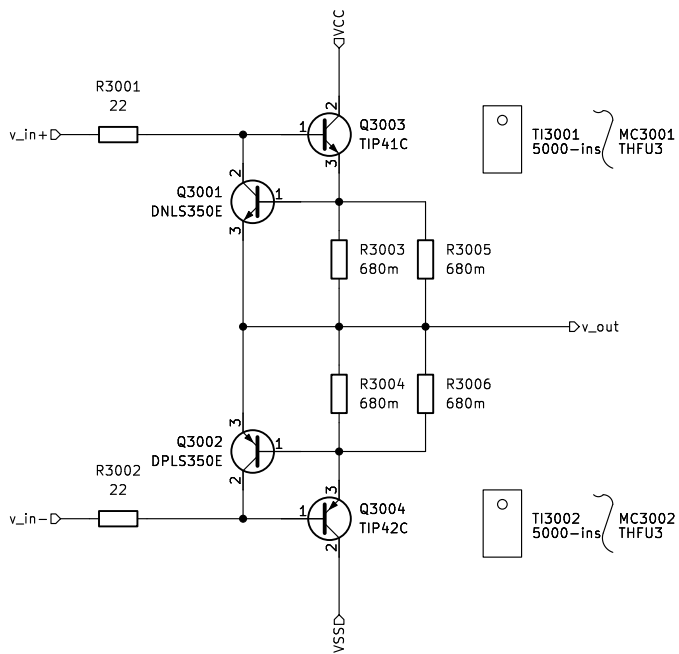 VCC
R3001
22
v_in+
1
2
3
Q3003
TIP41C
TI3001
5000-ins
MC3001
THFU3
2
Q3001
DNLS350E
1
3
R3003
680m
R3005
680m
v_out
R3004
680m
R3006
680m
3
Q3002
DPLS350E
1
2
R3002
22
v_in-
1
3
2
Q3004
TIP42C
TI3002
5000-ins
MC3002
THFU3
VSS